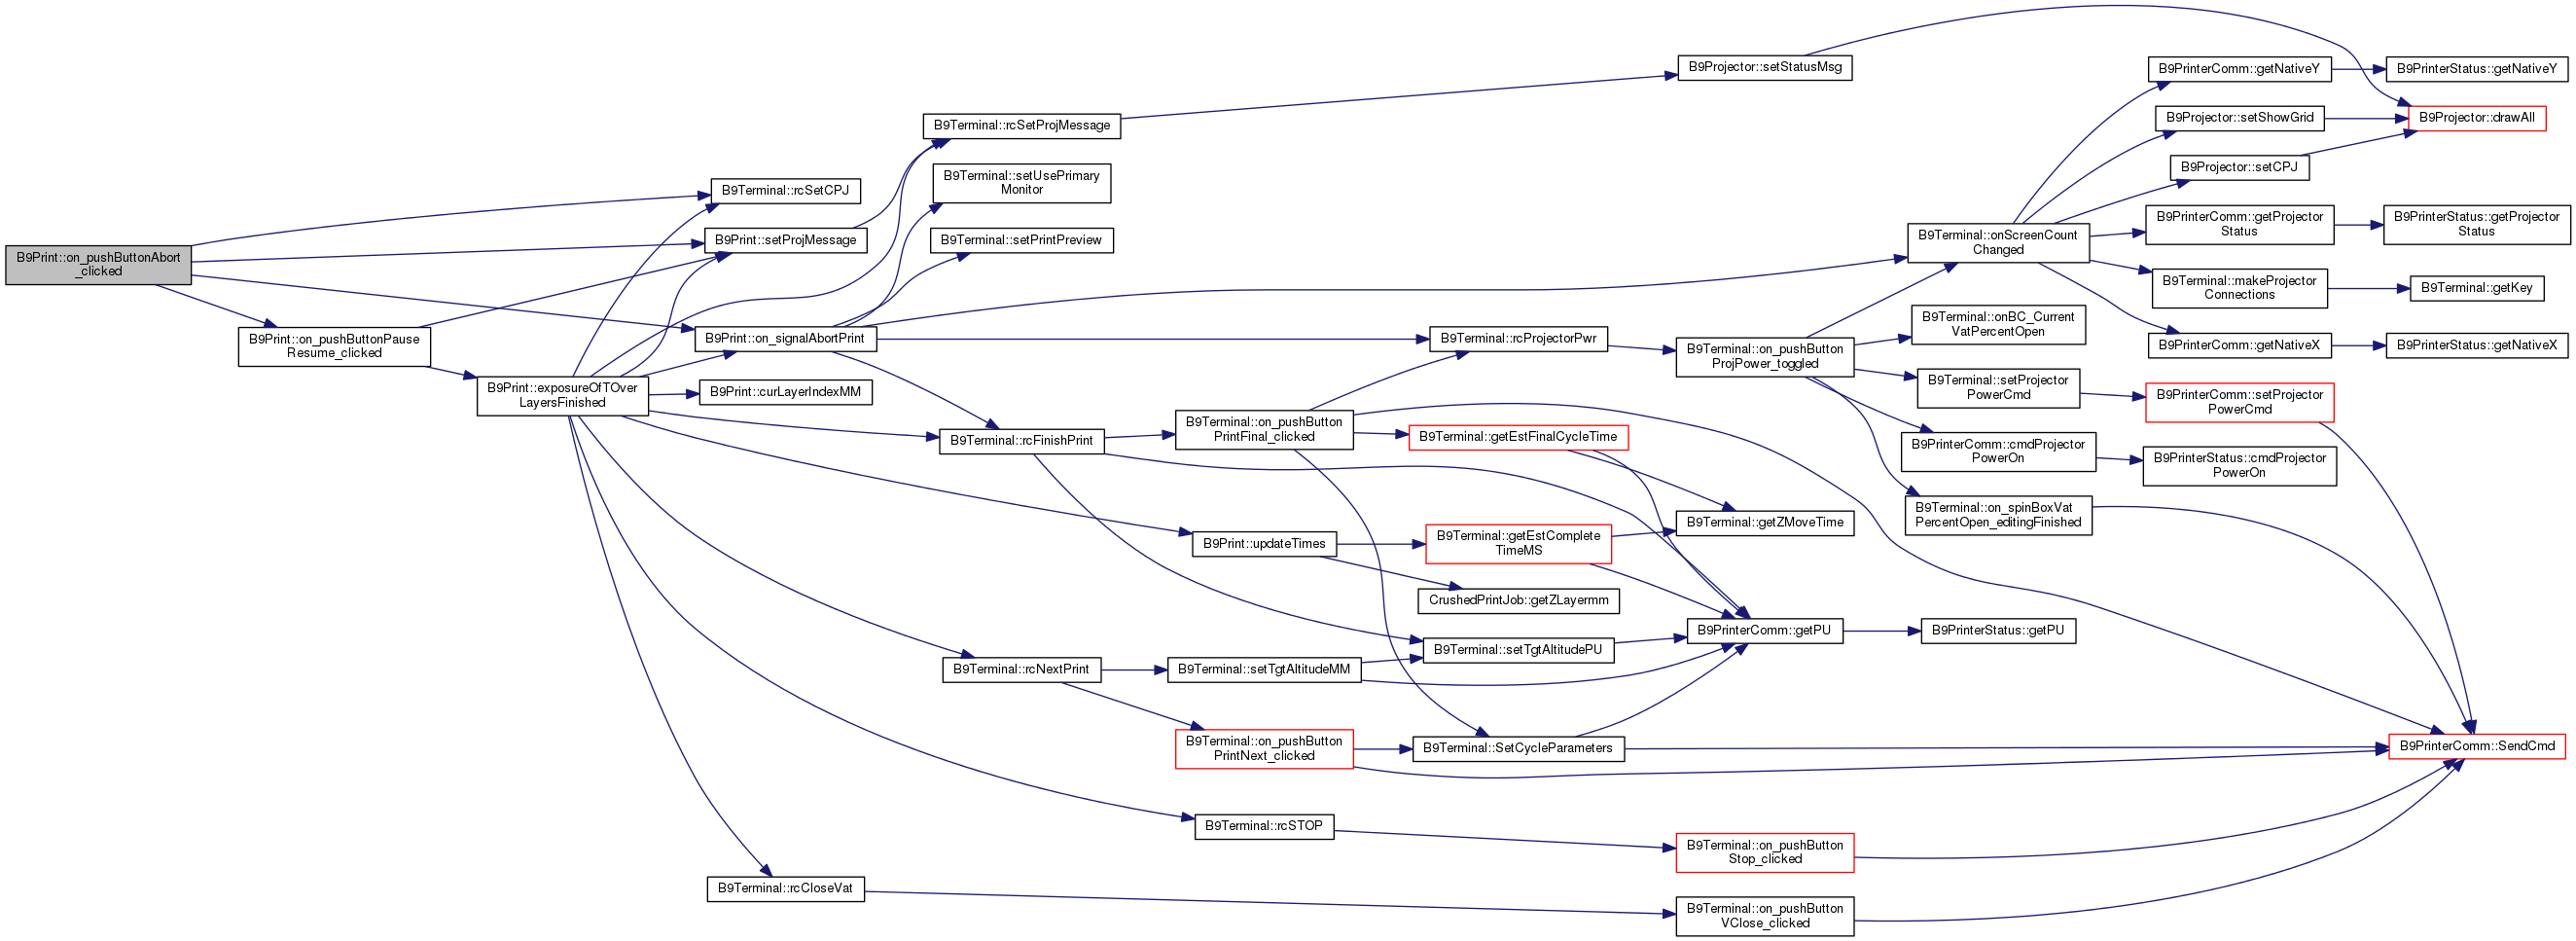 B9Print::on_pushButtonAbort
_clicked
B9Print::on_pushButtonPause
Resume_clicked
B9Print::exposureOfTOver
LayersFinished
B9Terminal::rcSetCPJ
B9Print::setProjMessage
B9Print::on_signalAbortPrint
B9Print::curLayerIndexMM
B9Terminal::rcCloseVat
B9Terminal::rcSetProjMessage
B9Terminal::setUsePrimary
Monitor
B9Terminal::setPrintPreview
B9Terminal::rcFinishPrint
B9Terminal::rcNextPrint
B9Terminal::on_pushButton
PrintFinal_clicked
B9Print::updateTimes
B9Terminal::setTgtAltitudeMM
B9Terminal::on_pushButton
PrintNext_clicked
B9Terminal::rcSTOP
B9Terminal::rcProjectorPwr
B9Terminal::getEstFinalCycleTime
B9Terminal::getEstComplete
TimeMS
CrushedPrintJob::getZLayermm
B9Terminal::setTgtAltitudePU
B9Terminal::SetCycleParameters
B9Projector::setStatusMsg
B9Terminal::on_pushButton
ProjPower_toggled
B9Terminal::getZMoveTime
B9PrinterComm::getPU
B9Terminal::on_pushButton
Stop_clicked
B9Terminal::on_pushButton
VClose_clicked
B9Terminal::onScreenCount
Changed
B9Terminal::onBC_Current
VatPercentOpen
B9Terminal::setProjector
PowerCmd
B9PrinterComm::cmdProjector
PowerOn
B9Terminal::on_spinBoxVat
PercentOpen_editingFinished
B9PrinterStatus::getPU
B9PrinterComm::getNativeY
B9Projector::setShowGrid
B9Projector::setCPJ
B9PrinterComm::getProjector
Status
B9Terminal::makeProjector
Connections
B9PrinterComm::getNativeX
B9PrinterComm::setProjector
PowerCmd
B9PrinterStatus::cmdProjector
PowerOn
B9PrinterStatus::getNativeY
B9Projector::drawAll
B9PrinterStatus::getProjector
Status
B9Terminal::getKey
B9PrinterStatus::getNativeX
B9PrinterComm::SendCmd